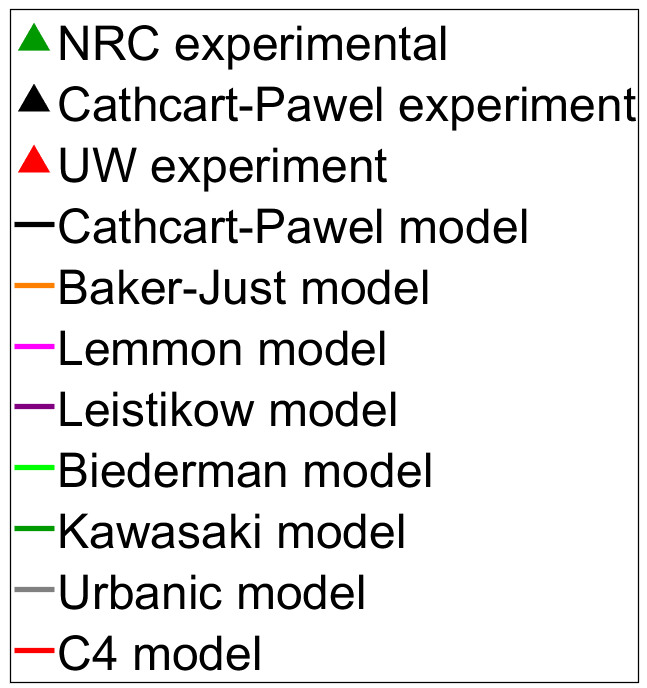 NRC experimental
Cathcart-Pawel experiment
UW experiment
Cathcart-Pawel model
Baker-Just model
Lemmon model
Leistikow model
Biederman model
Kawasaki model
Urbanic model
C4 model